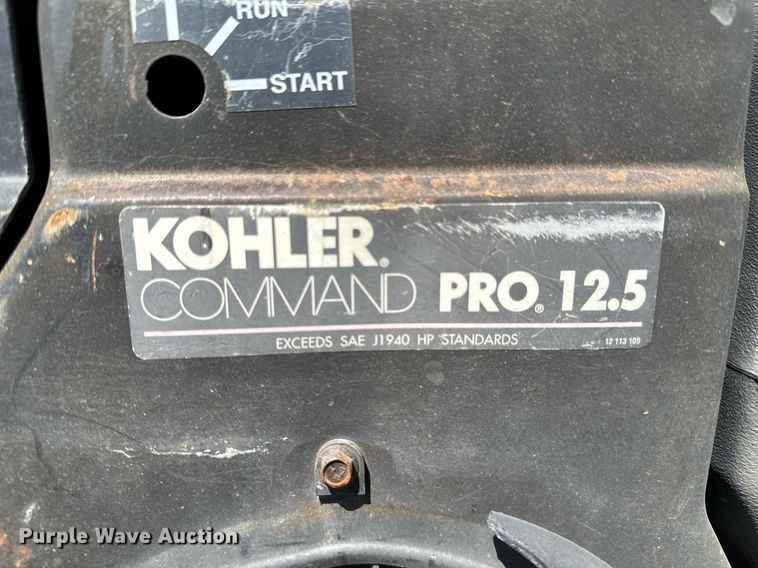 RUN
START
KOHLER®
COMMAND PRO® 12.5
EXCEEDS SAE J1940 HP STANDARDS 12 113 109
Purple Wave Auction